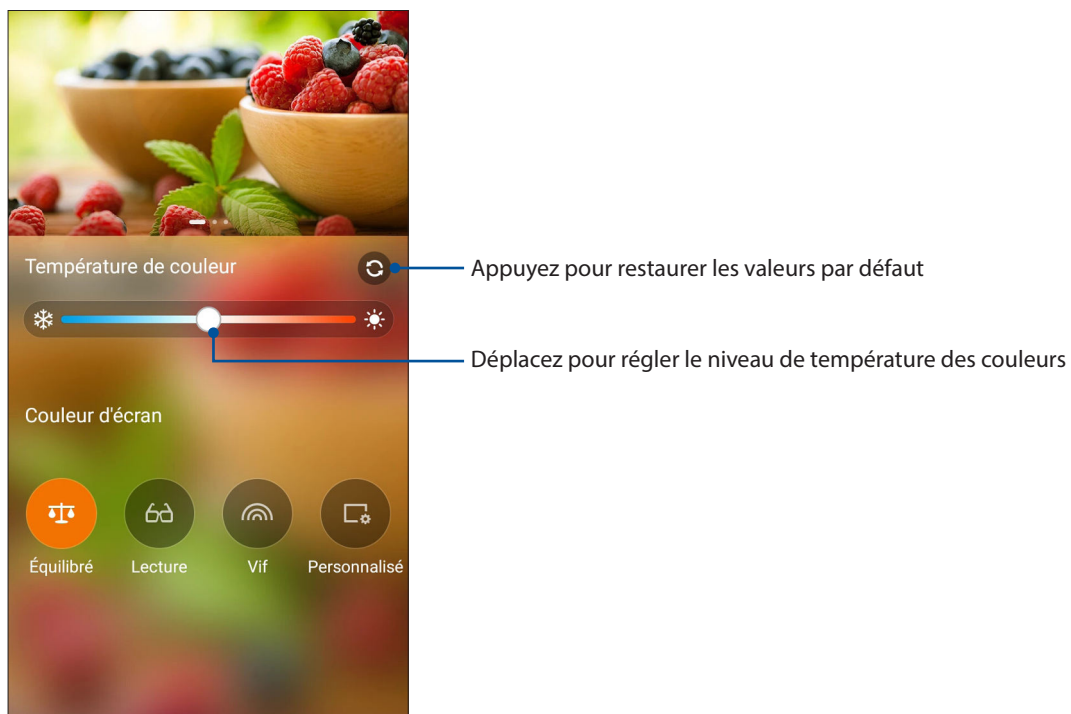 Température de couleur
Appuyez pour restaurer les valeurs par défaut
Déplacez pour régler le niveau de température des couleurs
Couleur d'écran
Équilibré Lecture Vif Personnalisé